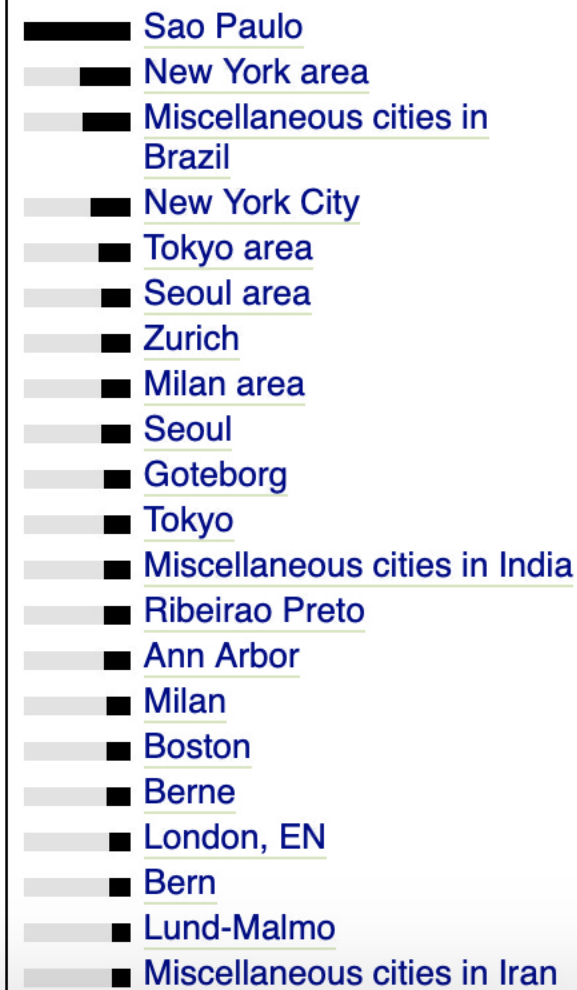 Sao Paulo
New York area
Miscellaneous cities in
Brazil
New York City
Tokyo area
Seoul area
Zurich
Milan area
Seoul
Goteborg
Tokyo
Miscellaneous cities in India
Ribeirao Preto
Ann Arbor
Milan
Boston
Berne
London, EN
Bern
Lund-Malmo
Miscellaneous cities in Iran